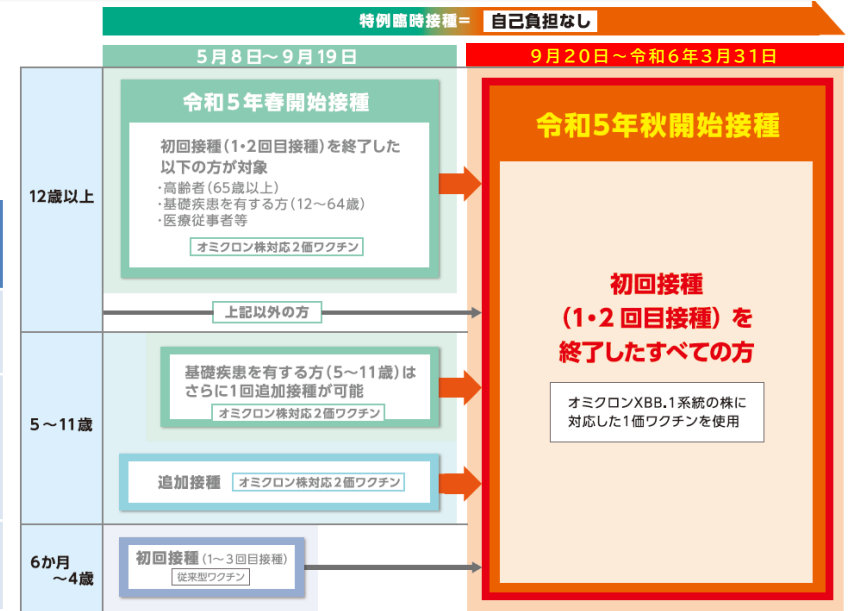 特例臨時接種＝ 自己負担なし
5月8日～9月19日
9月20日～令和6年3月31日
12歳以上
令和5年春開始接種
初回接種（1・2回目接種）を終了した
以下の方が対象
・高齢者（65歳以上）
・基礎疾患を有する方（12～64歳）
・医療従事者等
オミクロン株対応2価ワクチン
上記以外の方
5～11歳
基礎疾患を有する方（5～11歳）は
さらに1回追加接種が可能
オミクロン株対応2価ワクチン
追加接種 オミクロン株対応2価ワクチン
6か月
～4歳
初回接種（1～3回目接種）
従来型ワクチン
令和5年秋開始接種
初回接種
（1・2回目接種）を
終了したすべての方
オミクロンXBB.1系統の株に
対応した1価ワクチンを使用